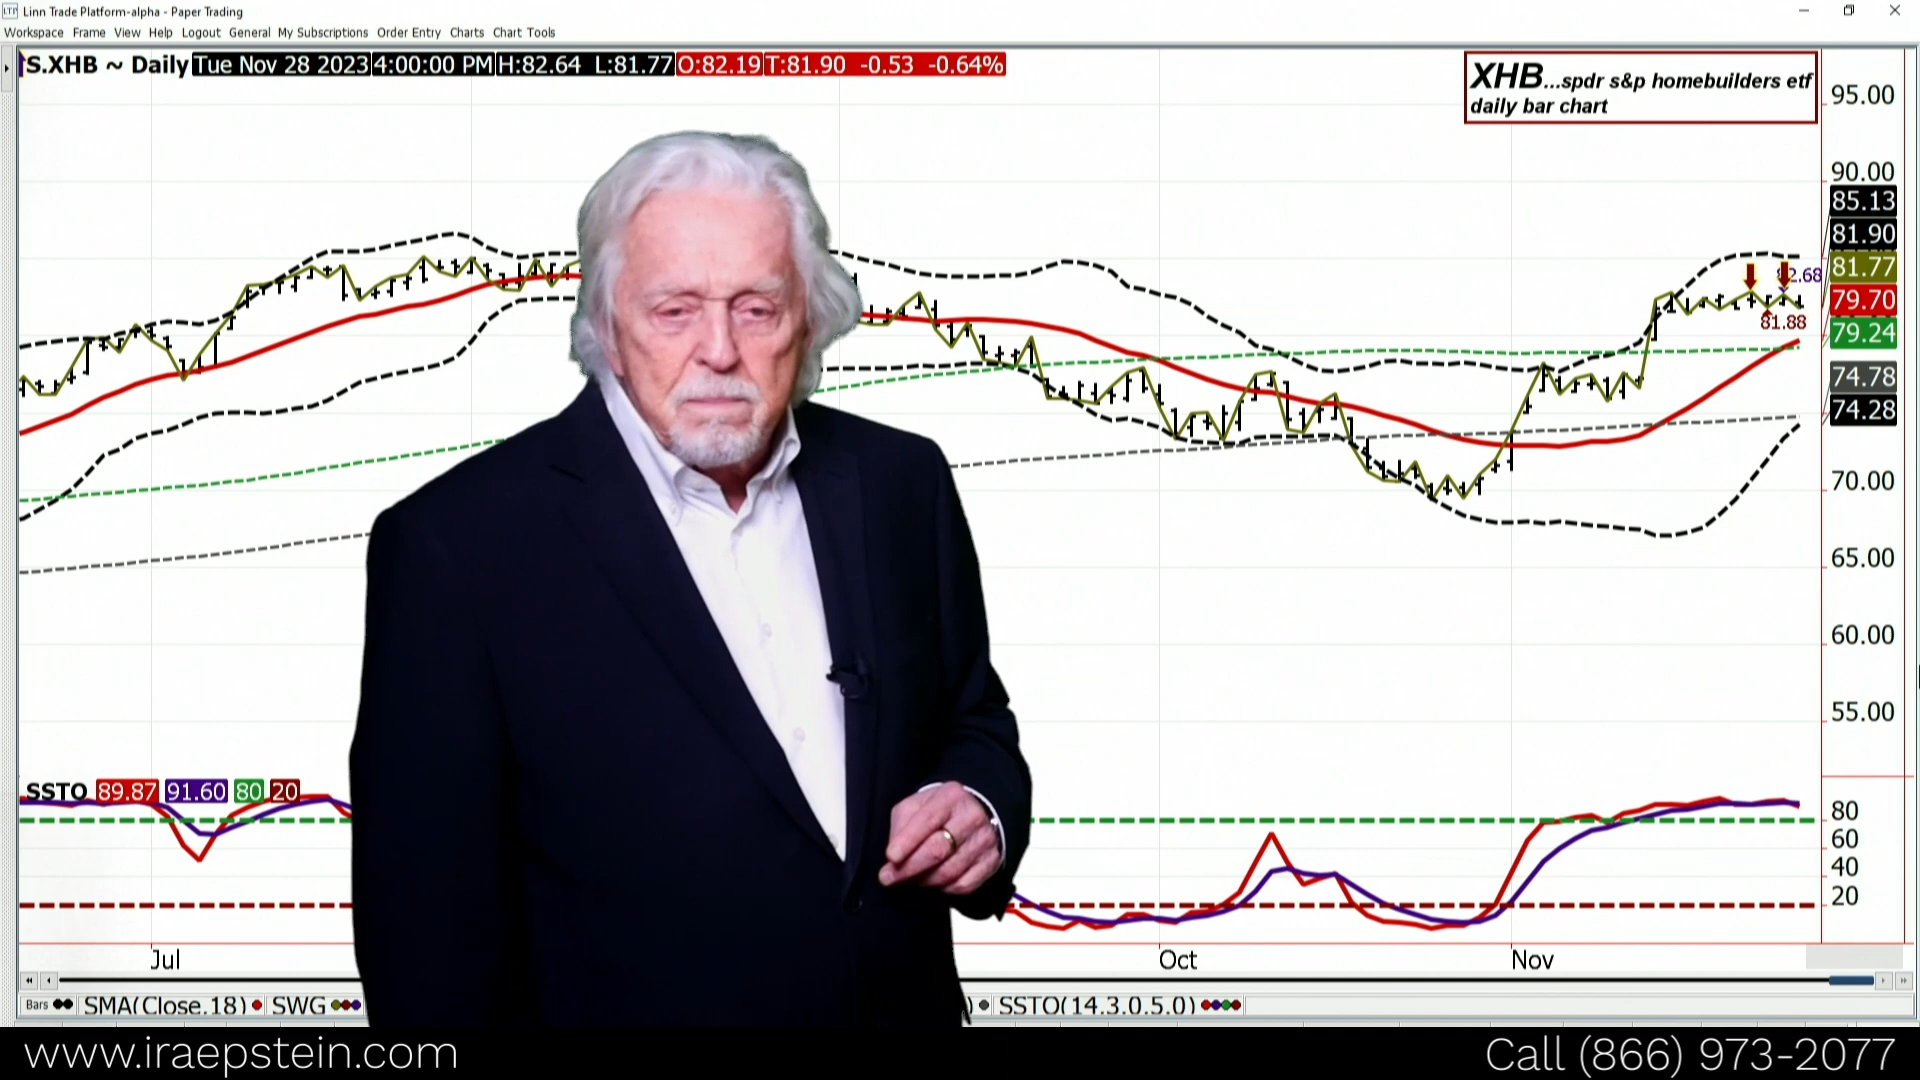 LTP Linn Trade Platform-alpha - Paper Trading
Workspace Frame View Help Logout General My Subscriptions Order Entry Charts Chart Tools
S.XHB ~ Daily Tue Nov 28 2023 4:00:00 PM H:82.64 L:81.77 O:82.19 T:81.90 -0.53 -0.64%
XHB...spdr s&p homebuilders etf
daily bar chart
95.00
90.00
85.13
81.90
81.77
79.70
79.24
74.78
74.28
70.00
65.00
60.00
55.00
2.68
81.88
SSTO 89.87 91.60 80 20
80
60
40
20
Jul Oct Nov
Bars SMA(Close,18) SWG ) SSTO(14,3,0,5,0)
www.iraepstein.com Call (866) 973-2077